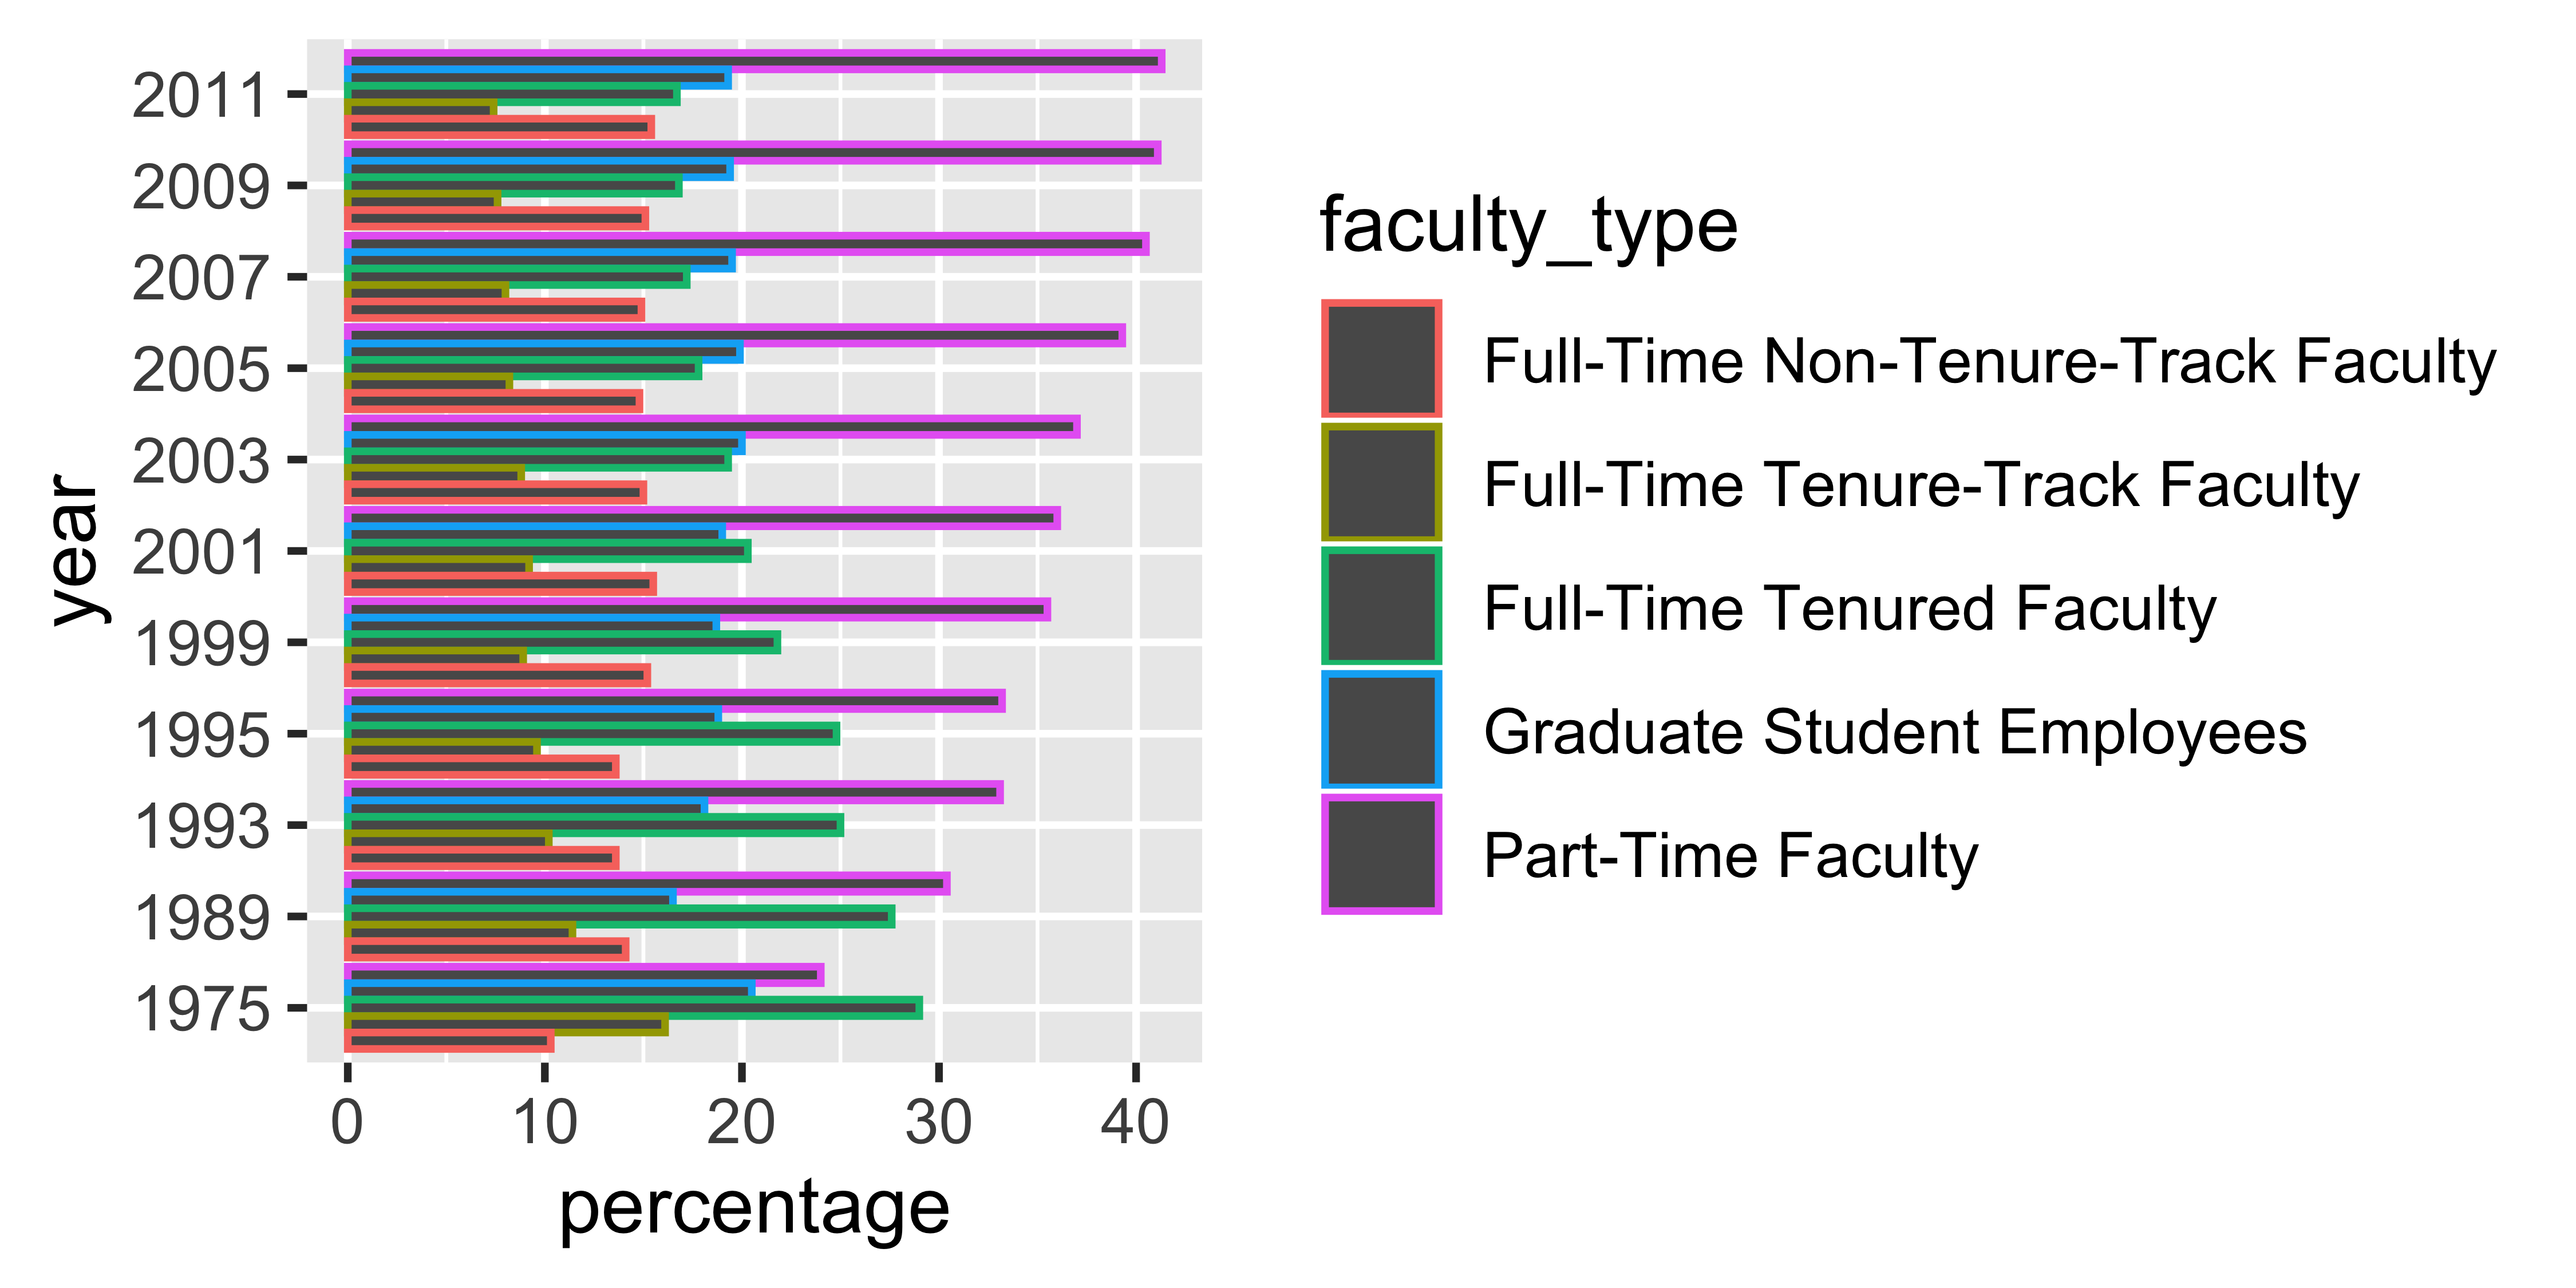 2011
2009
2007
2005
2003
2001
1999
1995
1993
1989
1975
year
0 10 20 30 40
percentage
faculty_type
Full-Time Non-Tenure-Track Faculty
Full-Time Tenure-Track Faculty
Full-Time Tenured Faculty
Graduate Student Employees
Part-Time Faculty